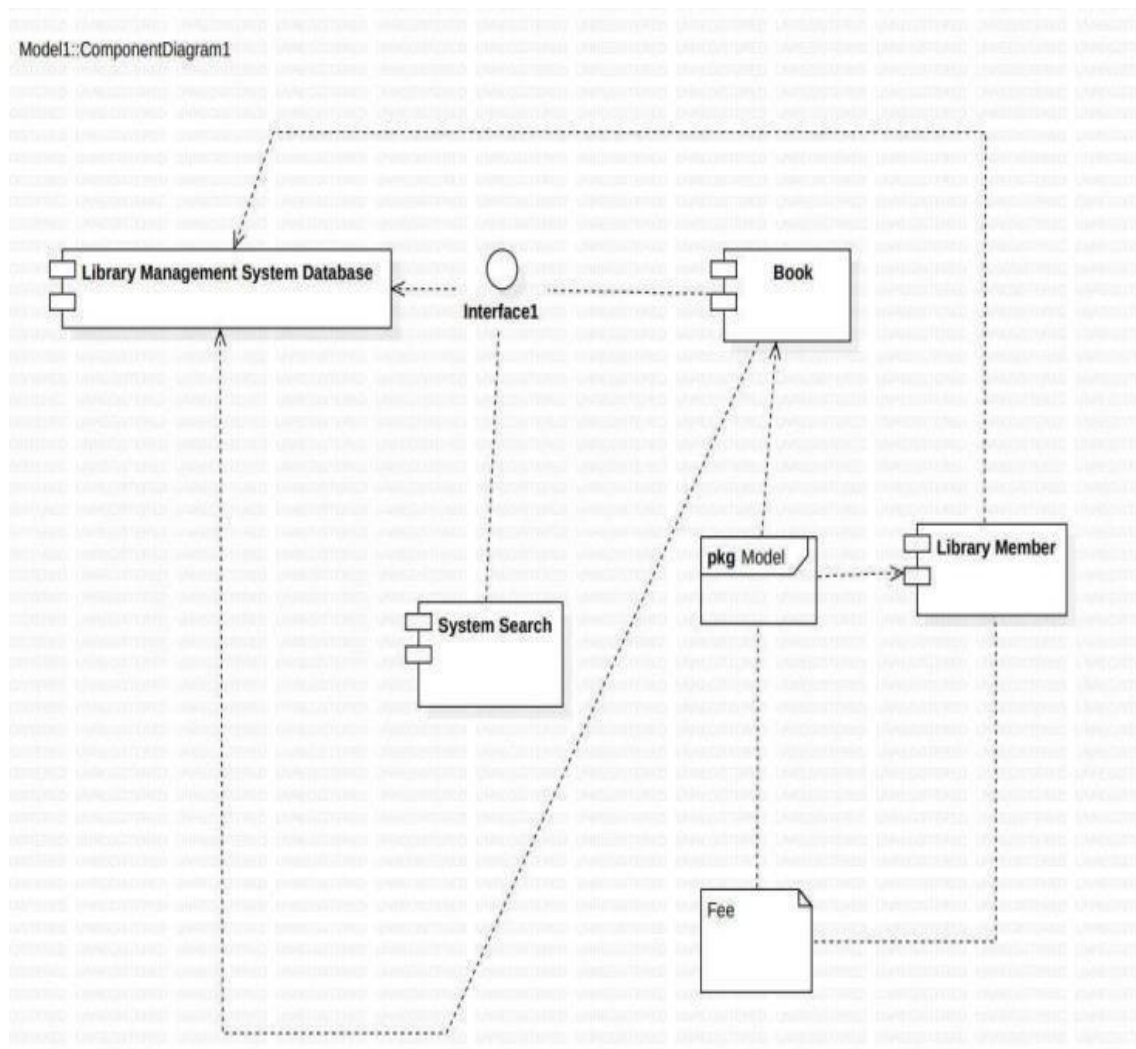 Model1::ComponentDiagram1
Library Management System Database
Interface1
Book
pkg Model
Library Member
System Search
Fee